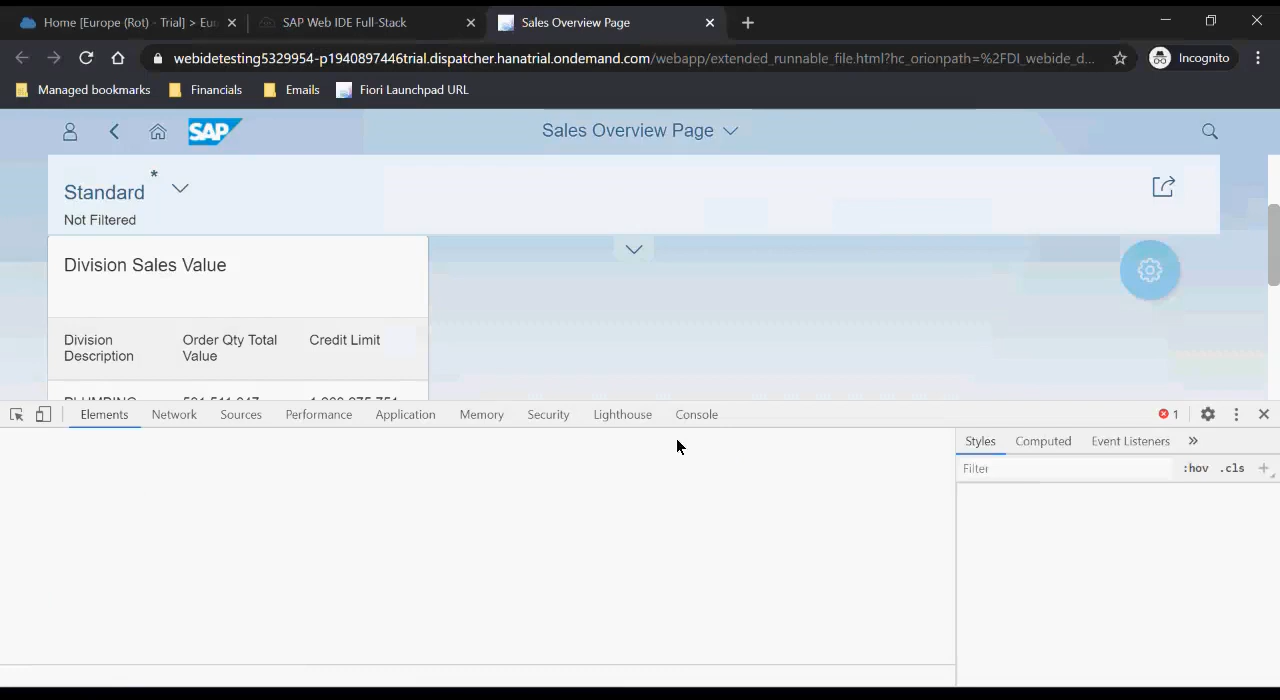 Home [Europe (Rot) - Trial] > Eu
SAP Web IDE Full-Stack
Sales Overview Page
webidetesting5329954-p1940897446trial.dispatcher.hanatrial.ondemand.com/webapp/extended_runnable_file.html?hc_orionpath=%2FDI_webide_d...
Incognito
Managed bookmarks
Financials
Emails
Fiori Launchpad URL
SAP
Sales Overview Page
Standard *
Not Filtered
Division Sales Value
Division Description
Order Qty Total Value
Credit Limit
PLUMBING
Elements
Network
Sources
Performance
Application
Memory
Security
Lighthouse
Console
1
Styles
Computed
Event Listeners
Filter
:hov
.cls